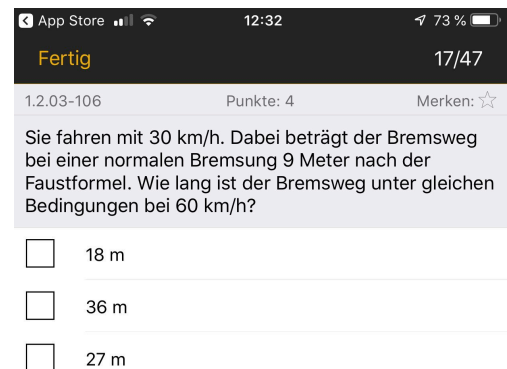 App Store 12:32 73 %
Fertig 17/47
1.2.03-106 Punkte: 4 Merken:
Sie fahren mit 30 km/h. Dabei beträgt der Bremsweg
bei einer normalen Bremsung 9 Meter nach der
Faustformel. Wie lang ist der Bremsweg unter gleichen
Bedingungen bei 60 km/h?
18 m
36 m
27 m